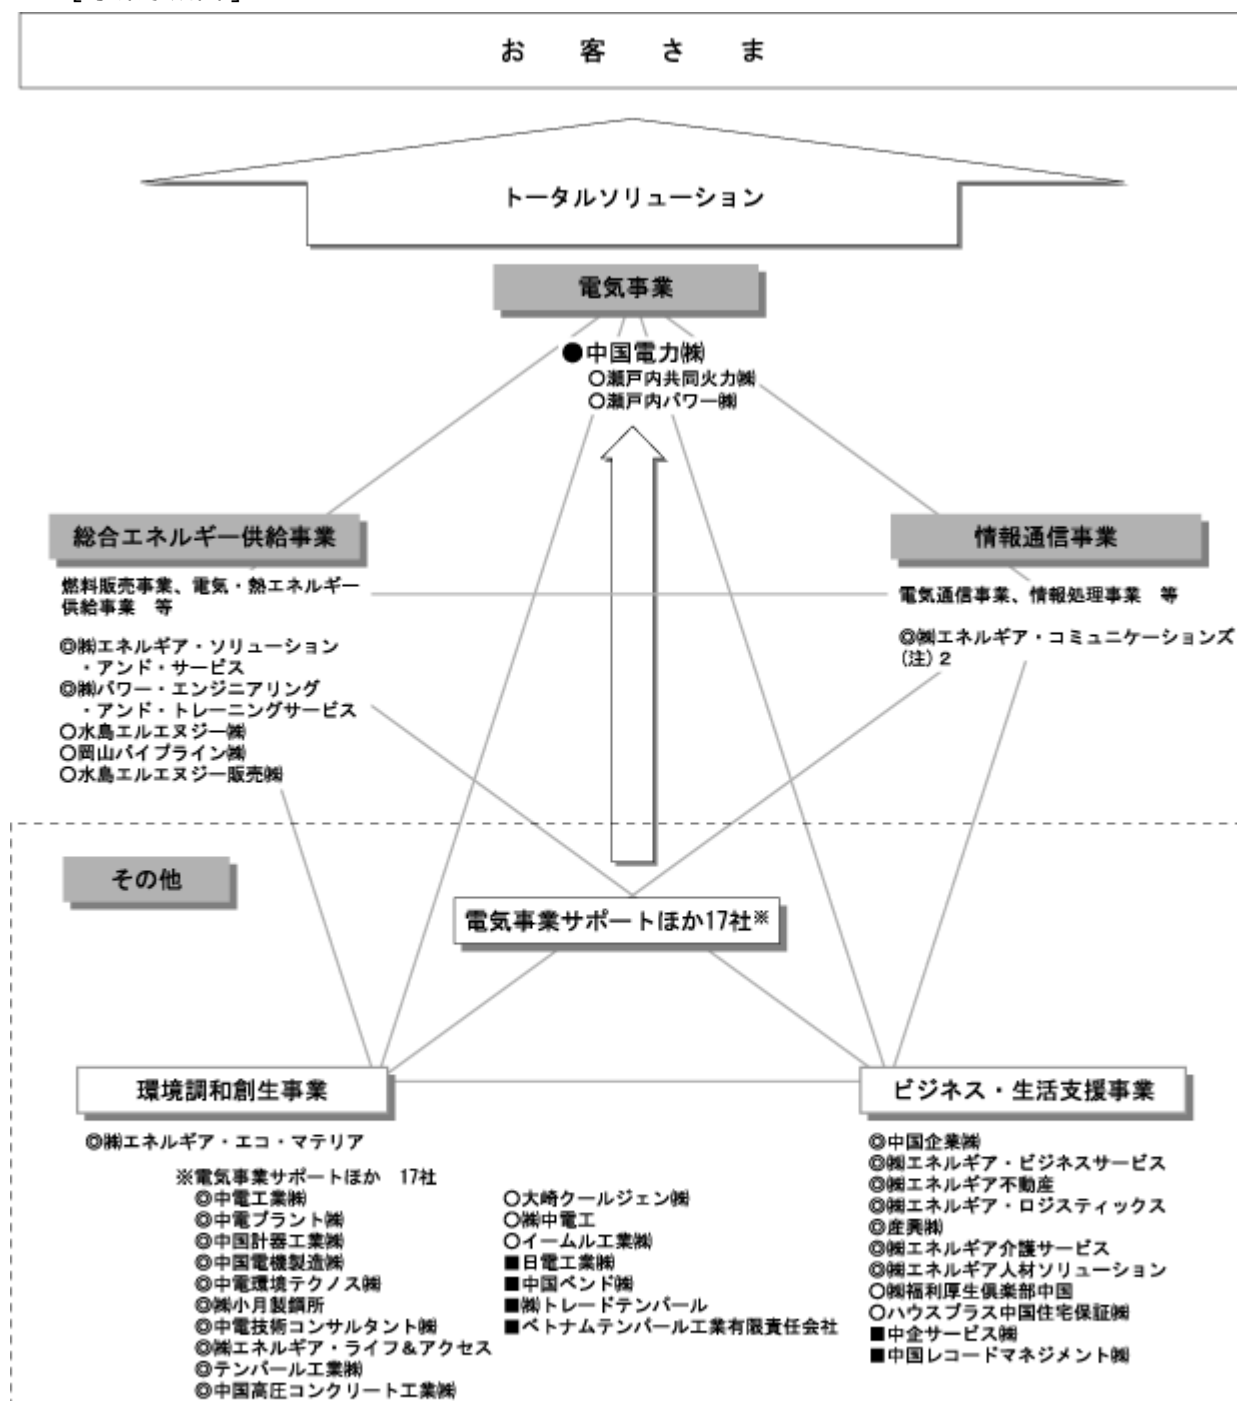 お 客 さ ま
トータルソリューション
電気事業
●中国電力㈱
○瀬戸内共同火力㈱
○瀬戸内パワー㈱
総合エネルギー供給事業
燃料販売事業、電気・熱エネルギー
供給事業 等
◎㈱エネルギア・ソリューション
・アンド・サービス
◎㈱パワー・エンジニアリング
・アンド・トレーニングサービス
○水島エルエヌジー㈱
○岡山パイプライン㈱
○水島エルエヌジー販売㈱
情報通信事業
電気通信事業、情報処理事業 等
◎㈱エネルギア・コミュニケーションズ
(注)2
その他
電気事業サポートほか17社※
環境調和創生事業
◎㈱エネルギア・エコ・マテリア
※電気事業サポートほか 17社
◎中電工業㈱
◎中電プラント㈱
◎中国計器工業㈱
◎中国電機製造㈱
◎中電環境テクノス㈱
◎㈱小月製鋼所
◎中電技術コンサルタント㈱
◎㈱エネルギア・ライフ&アクセス
◎テンパール工業㈱
◎中国高圧コンクリート工業㈱
○大崎クールジェン㈱
○㈱中電工
○イームル工業㈱
■日電工業㈱
■中国ベンド㈱
■㈱トレードテンパール
■ベトナムテンパール工業有限責任会社
ビジネス・生活支援事業
◎中国企業㈱
◎㈱エネルギア・ビジネスサービス
◎㈱エネルギア不動産
◎㈱エネルギア・ロジスティックス
◎産興㈱
◎㈱エネルギア介護サービス
◎㈱エネルギア人材ソリューション
○㈱福利厚生倶楽部中国
○ハウスプラス中国住宅保証㈱
■中企サービス㈱
■中国レコードマネジメント㈱